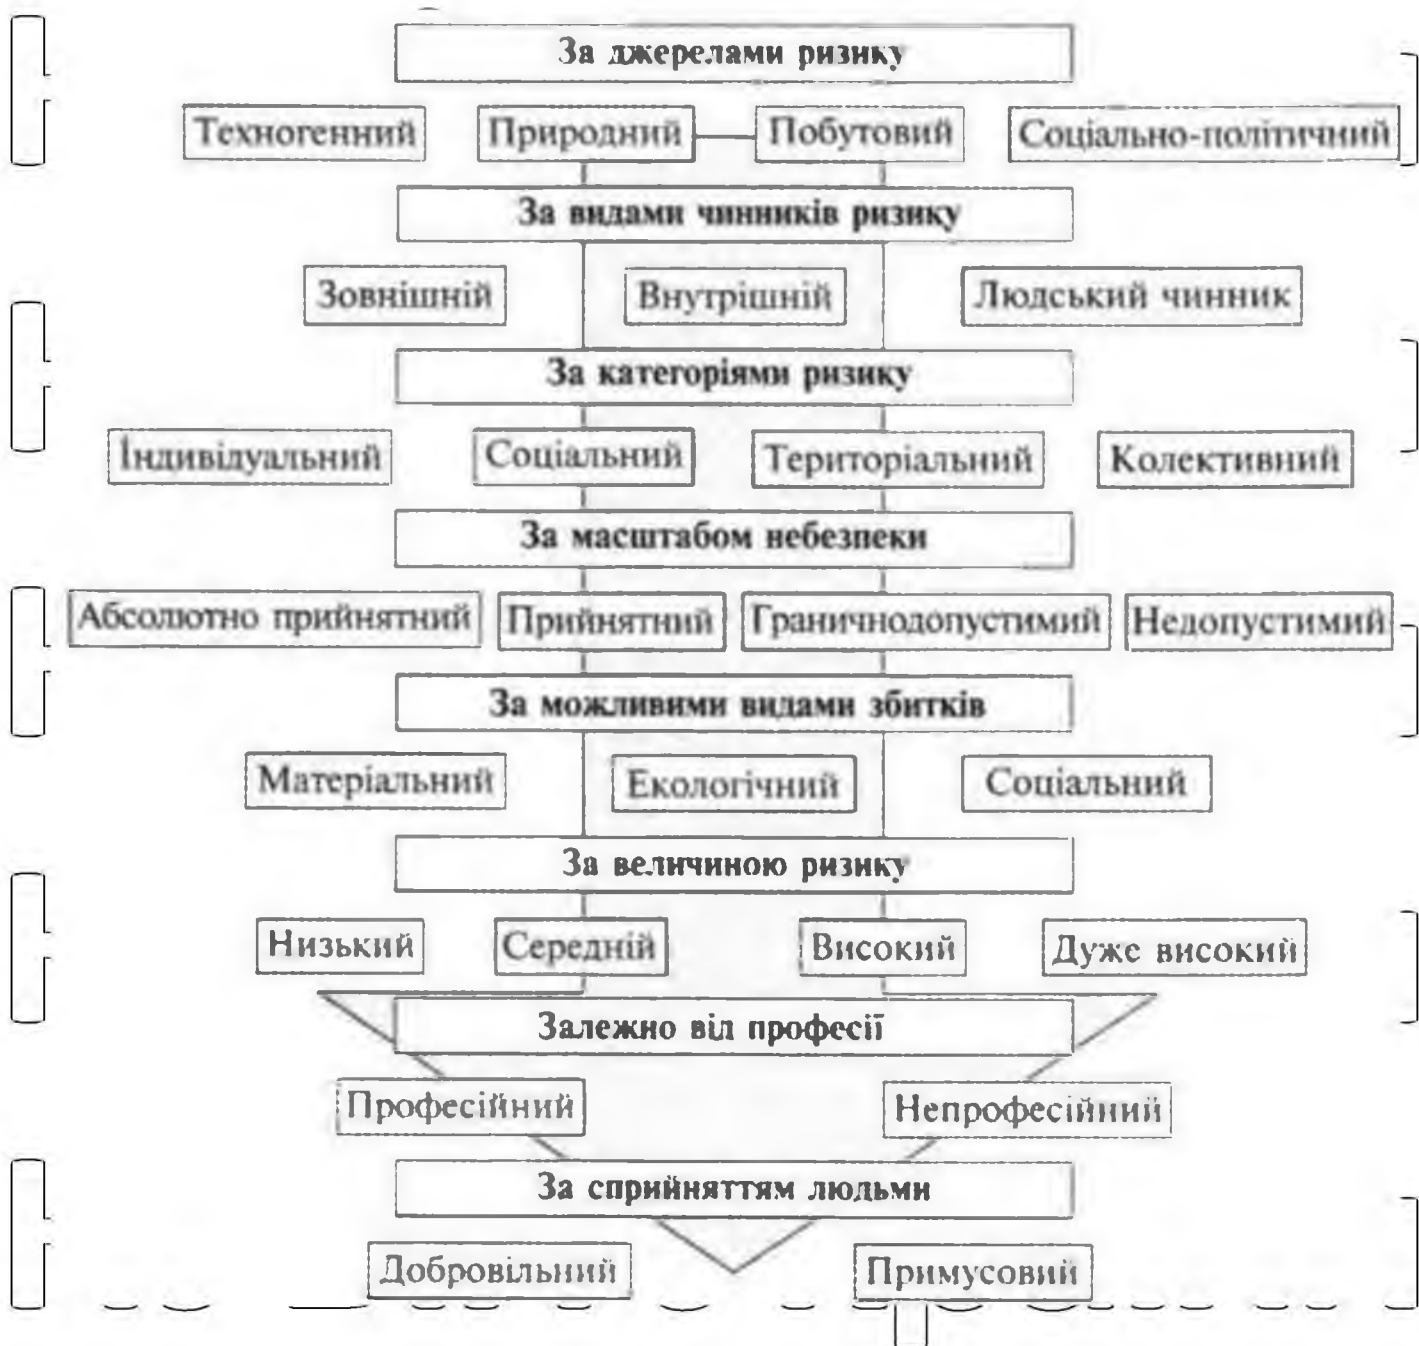 За джерелами ризику
Техногенний Природний Побутовий Соціально-політичний
За видами чинників ризику
Зовнішній Внутрішній Людський чинник
За категоріями ризику
Індивідуальний Соціальний Територіальний Колективний
За масштабом небезпеки
Абсолютно прийнятний Прийнятний Граничнодопустимий Недопустимий
За можливими видами збитків
Матеріальний Екологічний Соціальний
За величиною ризику
Низький Середній Високий Дуже високий
Залежно від професії
Професійний Непрофесійний
За сприйняттям людьми
Добровільний Примусовий